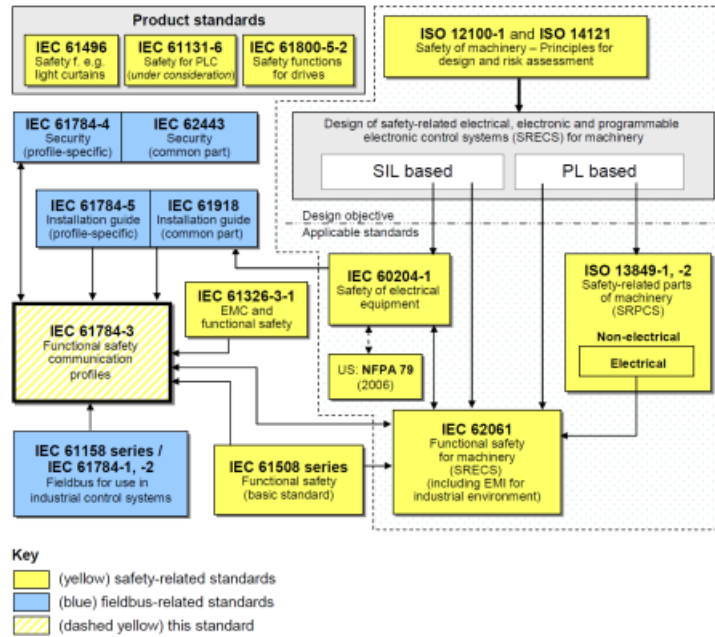 Product standards
IEC 61496
Safety f. e.g.
light curtains
IEC 61131-6
Safety for PLC
(under consideration)
IEC 61800-5-2
Safety functions
for drives
ISO 12100-1 and ISO 14121
Safety of machinery – Principles for
design and risk assessment
Design of safety-related electrical, electronic and programmable
electronic control systems (SRECS) for machinery
SIL based
PL based
Design objective
Applicable standards
IEC 61784-4
Security
(profile-specific)
IEC 62443
Security
(common part)
IEC 61784-5
Installation guide
(profile-specific)
IEC 61918
Installation guide
(common part)
IEC 60204-1
Safety of electrical
equipment
ISO 13849-1, -2
Safety-related parts
of machinery
(SRPCS)
Non-electrical
Electrical
IEC 61326-3-1
EMC and
functional safety
US: NFPA 79
(2006)
IEC 61784-3
Functional safety
communication
profiles
IEC 61158 series /
IEC 61784-1, -2
Fieldbus for use in
industrial control systems
IEC 61508 series
Functional safety
(basic standard)
IEC 62061
Functional safety
for machinery
(SRECS)
(including EMI for
industrial environment)
Key
(yellow) safety-related standards
(blue) fieldbus-related standards
(dashed yellow) this standard